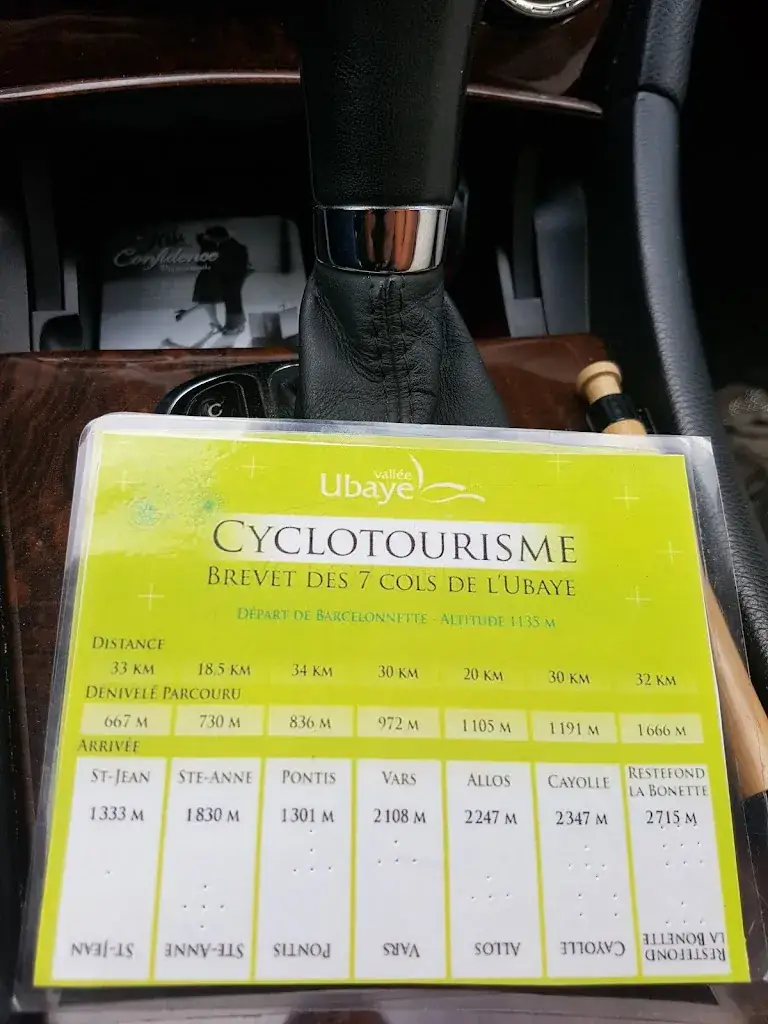 Confidence
vallée
Ubaye
CYCLOTOURISME
BREVET DES 7 COLS DE L'UBAYE
DÉPART DE BARCELONNETTE - ALTITUDE 1135 M
DISTANCE
33 KM 18.5 KM 34 KM 30 KM 20 KM 30 KM 32 KM
DENIVELÉ PARCOURU
667 M 730 M 836 M 972 M 1105 M 1191 M 1666 M
ARRIVÉE
ST-JEAN STE-ANNE PONTIS VARS ALLOS CAYOLLE RESTEFOND
LA BONETTE
1333 M 1830 M 1301 M 2108 M 2247 M 2347 M 2715 M
ST-JEAN STE-ANNE PONTIS VARS ALLOS CAYOLLE RESTEFOND
LA BONETTE